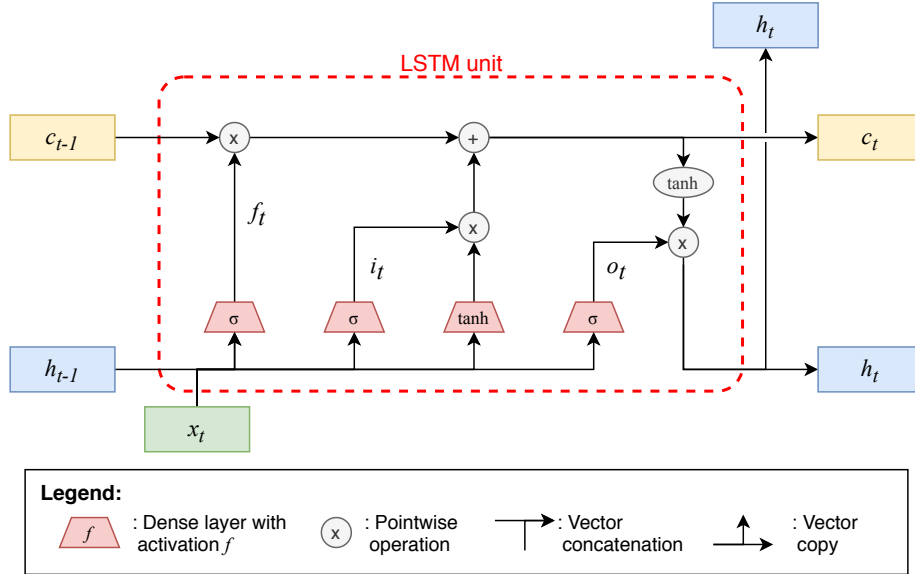 h_t
LSTM unit
c_{t-1}
x
+
c_t
tanh
f_t
x
x
i_t
o_t
σ
σ
tanh
σ
h_{t-1}
h_t
x_t
Legend:
f
: Dense layer with
activation f
x
: Pointwise
operation
: Vector
concatenation
: Vector
copy